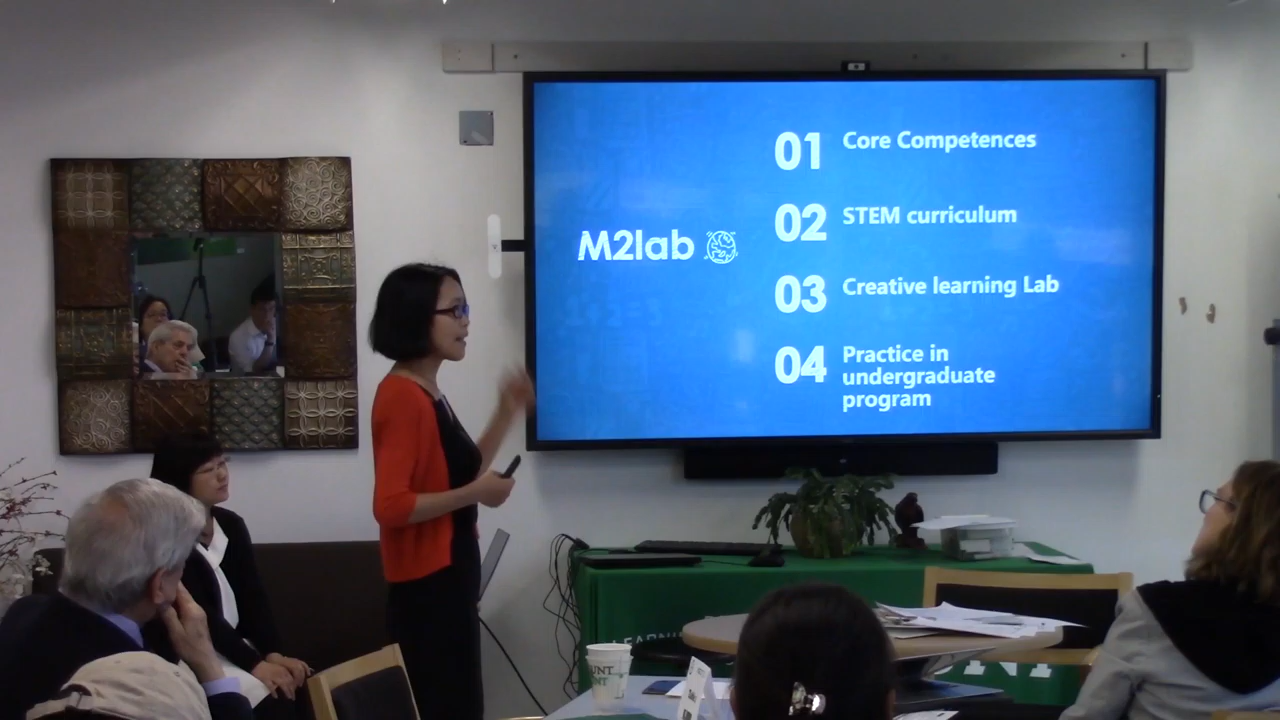 01
Core Competences
02
STEM curriculum
M2lab
03
Creative learning Lab
04
Practice in
undergraduate
program